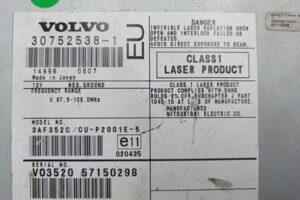 VOLVO
30752538-1
14996 0507
Made in Japan
EU
12V NEG.GROUND
FREQUENCY RANGE
U 87.5-108.0MHz
MODEL NO.
3AF352C /CU-P2001E-5
e11
020435
SERIAL NO.
VO3520 67150298
DANGER
INVISIBLE LASER RADIATION WHEN
OPEN AND INTERLOCK FAILED OR
DEFEATED.
AVOID DIRECT EXPOSURE TO BEAM.
CLASS1
LASER PRODUCT
CLASS 1 LASER PRODUCT
PRODUCT COMPLIES WITH DHHS
RULES 21 CFR SUBCHAPTER J PART
1040.10 AT DATE OF MANUFACTURE.
MANUFACTURED:
MITSUBISHI ELECTRIC CO.